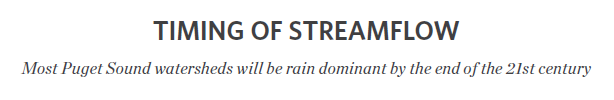 TIMING OF STREAMFLOW
Most Puget Sound watersheds will be rain dominant by the end of the 21st century